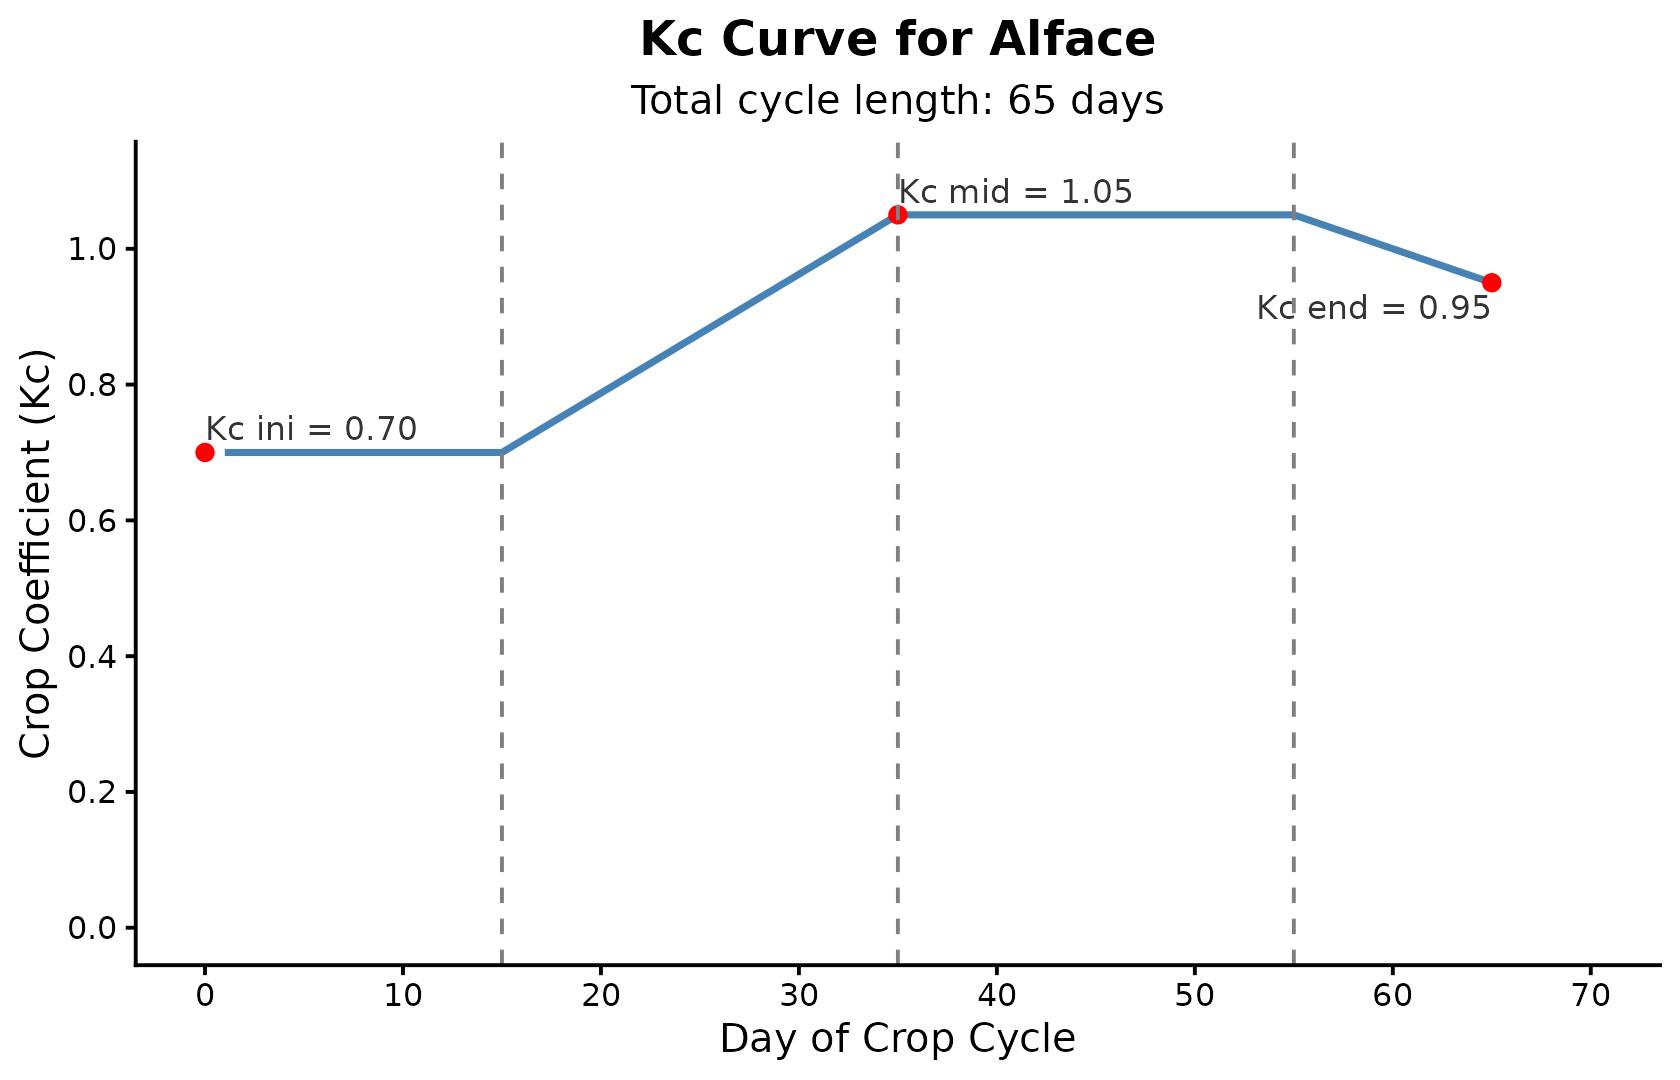 Kc Curve for Alface
Total cycle length: 65 days
Kc mid = 1.05
Kc end = 0.95
Kc ini = 0.70
Crop Coefficient (Kc)
1.0
0.8
0.6
0.4
0.2
0.0
0 10 20 30 40 50 60 70
Day of Crop Cycle